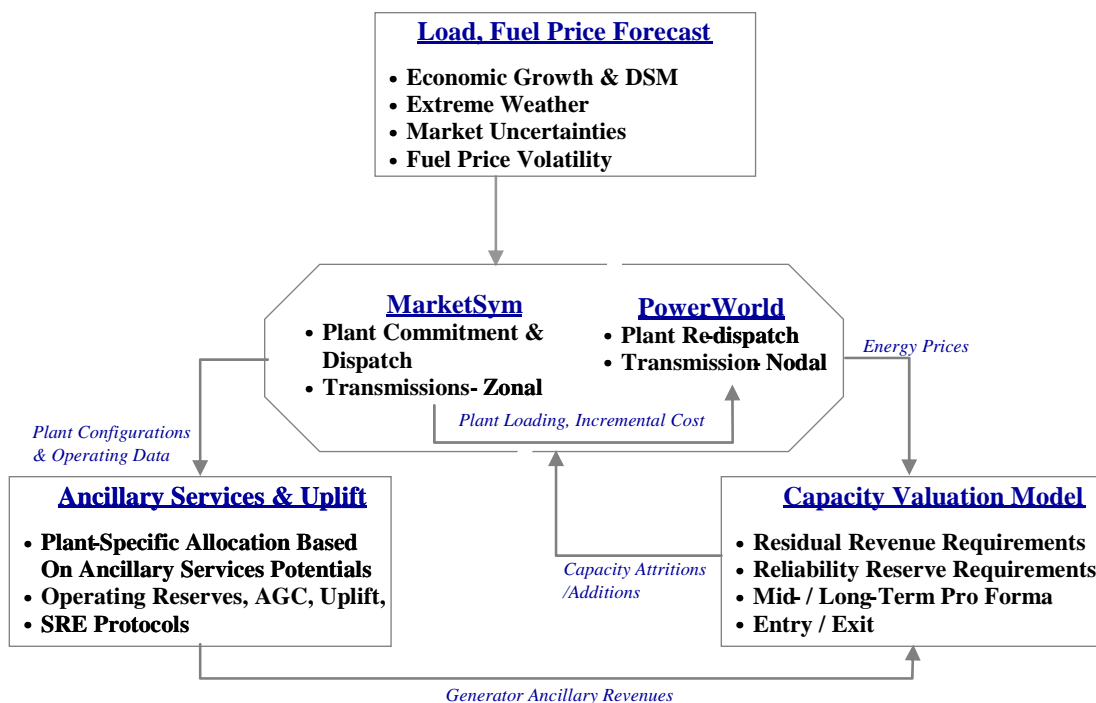 Load, Fuel Price Forecast
• Economic Growth & DSM
• Extreme Weather
• Market Uncertainties
• Fuel Price Volatility
MarketSym
• Plant Commitment &
Dispatch
• Transmissions- Zonal
PowerWorld
• Plant Re-dispatch
• Transmission- Nodal
Energy Prices
Plant Loading, Incremental Cost
Plant Configurations
& Operating Data
Ancillary Services & Uplift
• Plant-Specific Allocation Based
On Ancillary Services Potentials
• Operating Reserves, AGC, Uplift,
• SRE Protocols
Capacity Attritions
/Additions
Capacity Valuation Model
• Residual Revenue Requirements
• Reliability Reserve Requirements
• Mid- / Long-Term Pro Forma
• Entry / Exit
Generator Ancillary Revenues